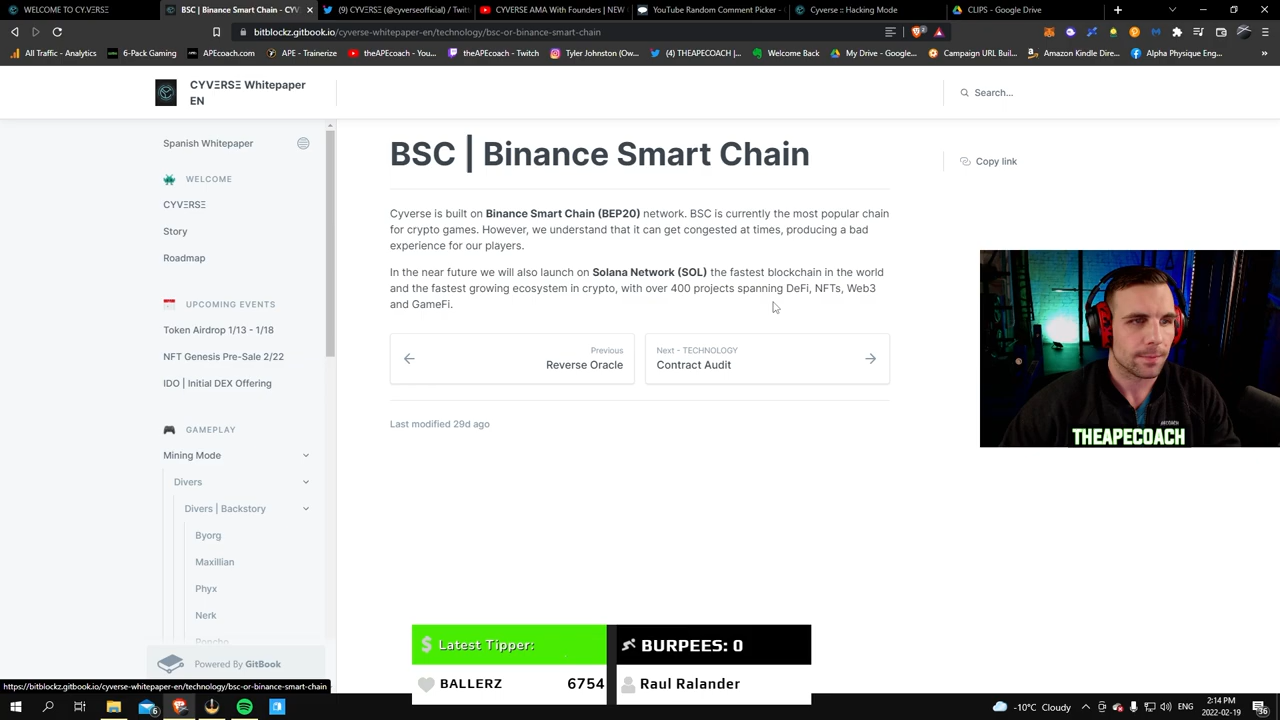 WELCOME TO CY.VERSE
BSC | Binance Smart Chain - CYV
(9) CYVERSE (@cyverseofficial) / Twitt
CYVERSE AMA With Founders | NEW
YouTube Random Comment Picker -
Cyverse :: Hacking Mode
CLIPS - Google Drive
bitblockz.gitbook.io/cyverse-whitepaper-en/technology/bsc-or-binance-smart-chain
All Traffic - Analytics
6-Pack Gaming
APE - Home
theAPEcoach - YouTu...
theAPEcoach - Twitch
Tyler Johnston (Ow...
(4) THEAPECOACH (...
Welcome Back
My Drive - Google...
Campaign URL Buil...
Amazon Kindle Dire...
Alpha Physique Eng...
CYVΞRSΞ Whitepaper
EN
Search...
Spanish Whitepaper
WELCOME
CYVΞRSΞ
Story
Roadmap
UPCOMING EVENTS
Token Airdrop 1/13 - 1/18
NFT Genesis Pre-Sale 2/22
IDO | Initial DEX Offering
GAMEPLAY
Mining Mode
Divers
Divers | Backstory
Byorg
Maxillian
Phyx
Nerk
Poncho
Powered By GitBook
BSC | Binance Smart Chain
Copy link
Cyverse is built on Binance Smart Chain (BEP20) network. BSC is currently the most popular chain
for crypto games. However, we understand that it can get congested at times, producing a bad
experience for our players.
In the near future we will also launch on Solana Network (SOL) the fastest blockchain in the world
and the fastest growing ecosystem in crypto, with over 400 projects spanning DeFi, NFTs, Web3
and GameFi.
Previous
Reverse Oracle
Next - TECHNOLOGY
Contract Audit
Last modified 29d ago
THEAPECOACH
$ Latest Tipper:
BALLERZ 6754
BURPEES: 0
Raul Ralander
https://bitblockz.gitbook.io/cyverse-whitepaper-en/technology/bsc-or-binance-smart-chain
-10°C Cloudy
2:14 PM
2022-02-19
36